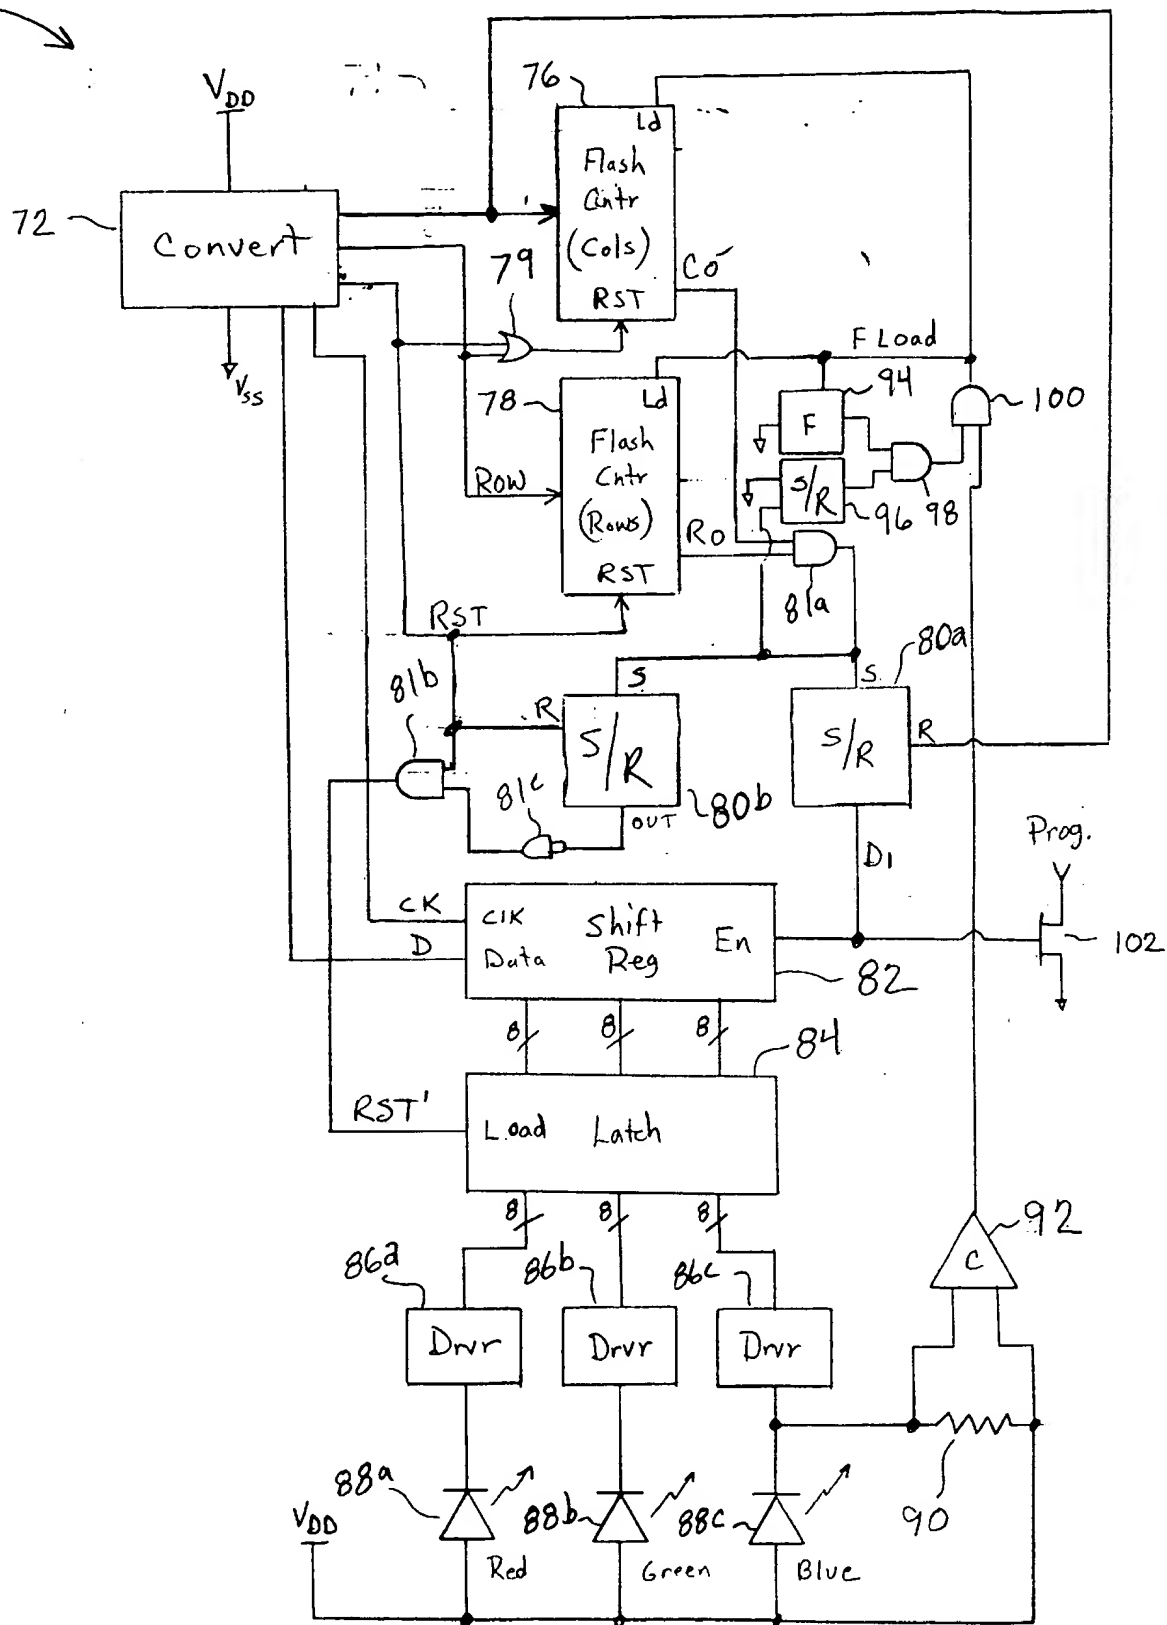 76
VDD
Ld
Flash
Cntr
(Cols)
RST
72
Convert
79
Co
VSS
F Load
94
100
78
Ld
F
Flash
Cntr
(Rows)
RST
Row
S/R
96
98
Ro
81a
RST
80a
81b
S
S
R
S/R
S/R
R
81c
OUT
80b
Prog.
D1
CK
D
Clk
Data
Shift
Reg
En
102
82
8
8
8
84
RST'
Load
Latch
8
8
8
92
C
86a
86b
86c
Drvr
Drvr
Drvr
88a
88b
88c
90
VDD
Red
Green
Blue